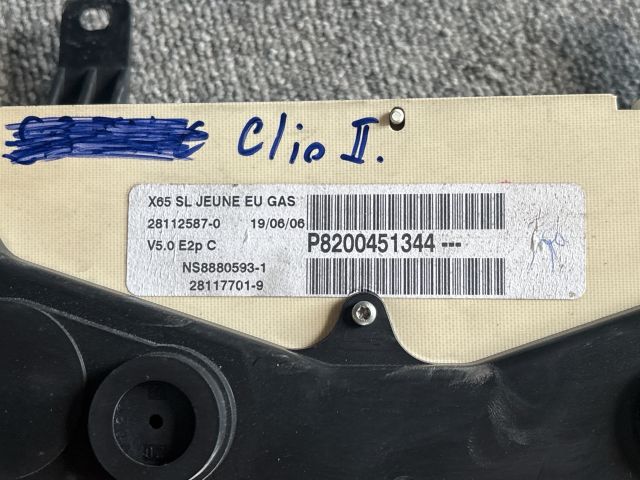 Clio II.
X65 SL JEUNE EU GAS
28112587-0 19/06/06
V5.0 E2p C
P8200451344 ---
NS8880593-1
28117701-9